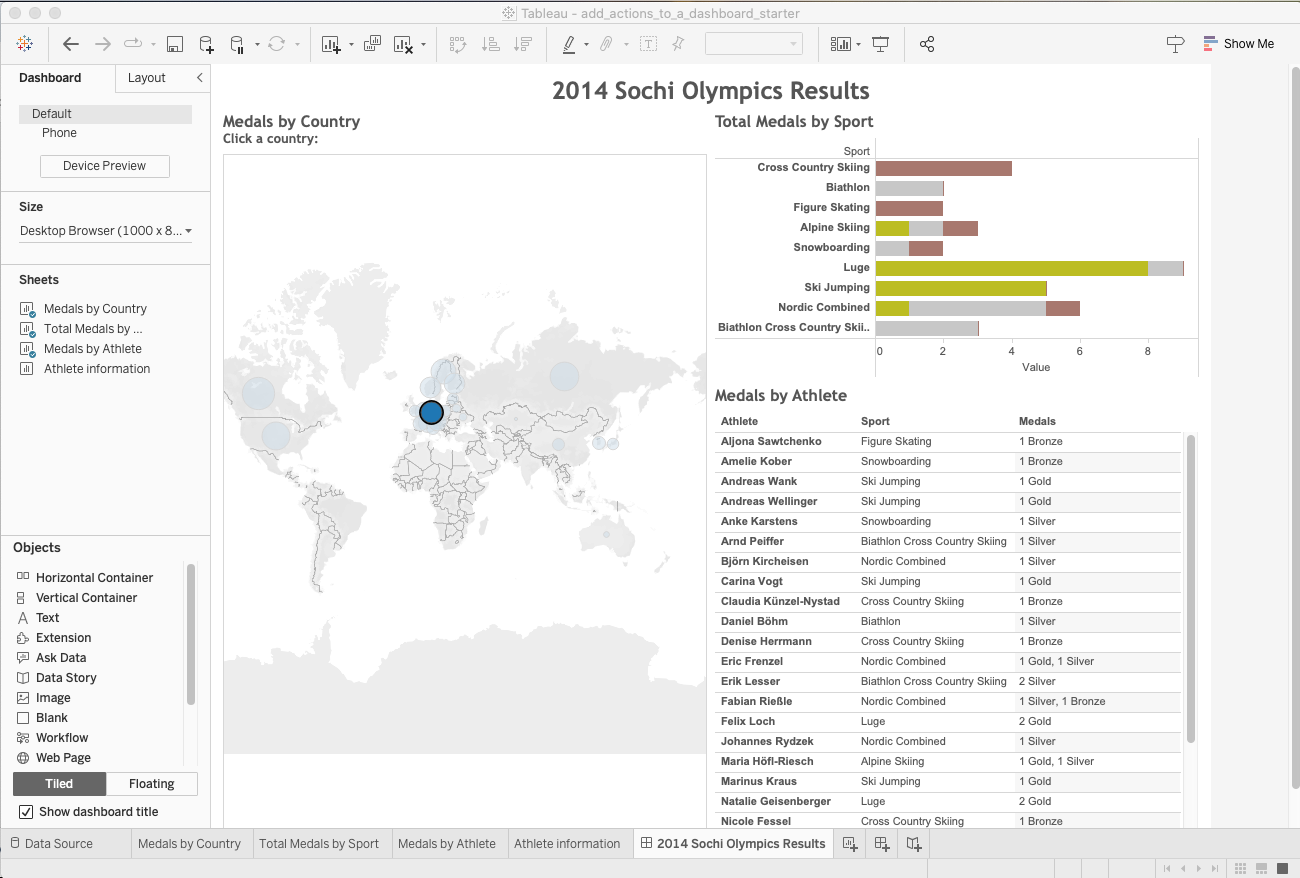 Tableau - add_actions_to_a_dashboard_starter
Show Me
Dashboard
Layout
Default
Phone
Device Preview
Size
Desktop Browser (1000 x 8...
Sheets
Medals by Country
Total Medals by ...
Medals by Athlete
Athlete information
Objects
Horizontal Container
Vertical Container
A Text
Extension
Ask Data
Data Story
Image
Blank
Workflow
Web Page
Tiled
Floating
Show dashboard title
2014 Sochi Olympics Results
Medals by Country
Click a country:
Total Medals by Sport
Sport
Cross Country Skiing
Biathlon
Figure Skating
Alpine Skiing
Snowboarding
Luge
Ski Jumping
Nordic Combined
Biathlon Cross Country Skii..
0 2 4 6 8
Value
Medals by Athlete
Athlete Sport Medals
Aljona Sawtchenko Figure Skating 1 Bronze
Amelie Kober Snowboarding 1 Bronze
Andreas Wank Ski Jumping 1 Gold
Andreas Wellinger Ski Jumping 1 Gold
Anke Karstens Snowboarding 1 Silver
Arnd Peiffer Biathlon Cross Country Skiing 1 Silver
Björn Kircheisen Nordic Combined 1 Silver
Carina Vogt Ski Jumping 1 Gold
Claudia Künzel-Nystad Cross Country Skiing 1 Bronze
Daniel Böhm Biathlon 1 Silver
Denise Herrmann Cross Country Skiing 1 Bronze
Eric Frenzel Nordic Combined 1 Gold, 1 Silver
Erik Lesser Biathlon Cross Country Skiing 2 Silver
Fabian Rießle Nordic Combined 1 Silver, 1 Bronze
Felix Loch Luge 2 Gold
Johannes Rydzek Nordic Combined 1 Silver
Maria Höfl-Riesch Alpine Skiing 1 Gold, 1 Silver
Marinus Kraus Ski Jumping 1 Gold
Natalie Geisenberger Luge 2 Gold
Nicole Fessel Cross Country Skiing 1 Bronze
Data Source
Medals by Country
Total Medals by Sport
Medals by Athlete
Athlete information
2014 Sochi Olympics Results